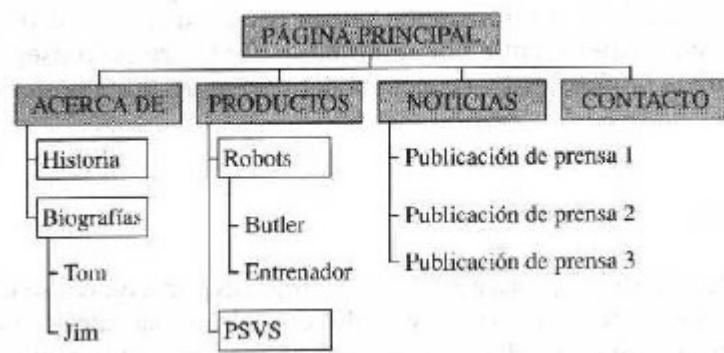 PÁGINA PRINCIPAL
ACERCA DE
PRODUCTOS
NOTICIAS
CONTACTO
Historia
Biografías
Tom
Jim
Robots
Butler
Entrenador
PSVS
Publicación de prensa 1
Publicación de prensa 2
Publicación de prensa 3